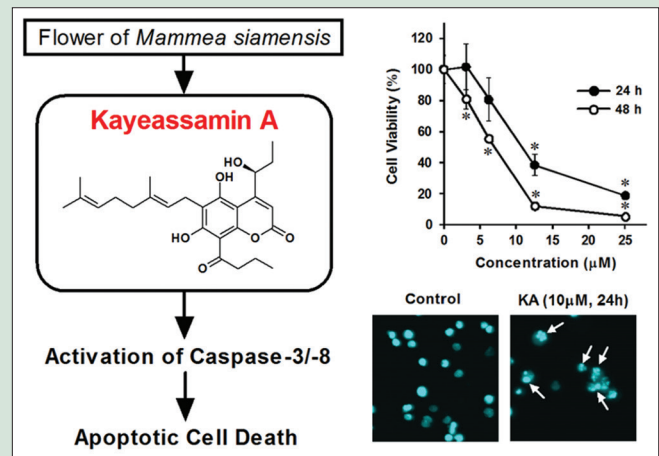 Flower of Mammea siamensis
Kayeassamin A
HO
OH
HO
O
O
O
Activation of Caspase-3/-8
Apoptotic Cell Death
Cell Viability (%)
120
100
80
60
40
20
0
24 h
48 h
*
*
*
*
*
*
0 5 10 15 20 25
Concentration (μM)
Control
KA (10μM, 24h)